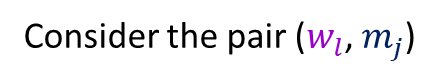 Consider the pair (w_l, m_j)